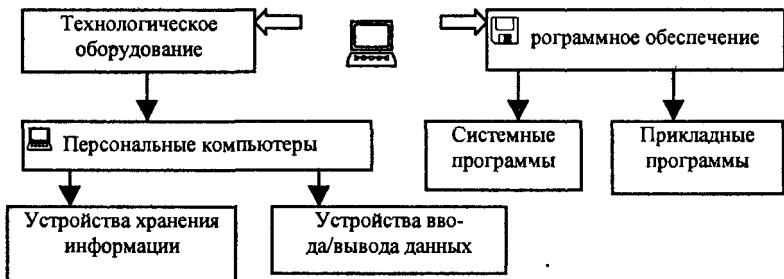 Технологическое
оборудование
рограммное обеспечение
Персональные компьютеры
Системные
программы
Прикладные
программы
Устройства хранения
информации
Устройства вво-
да/вывода данных